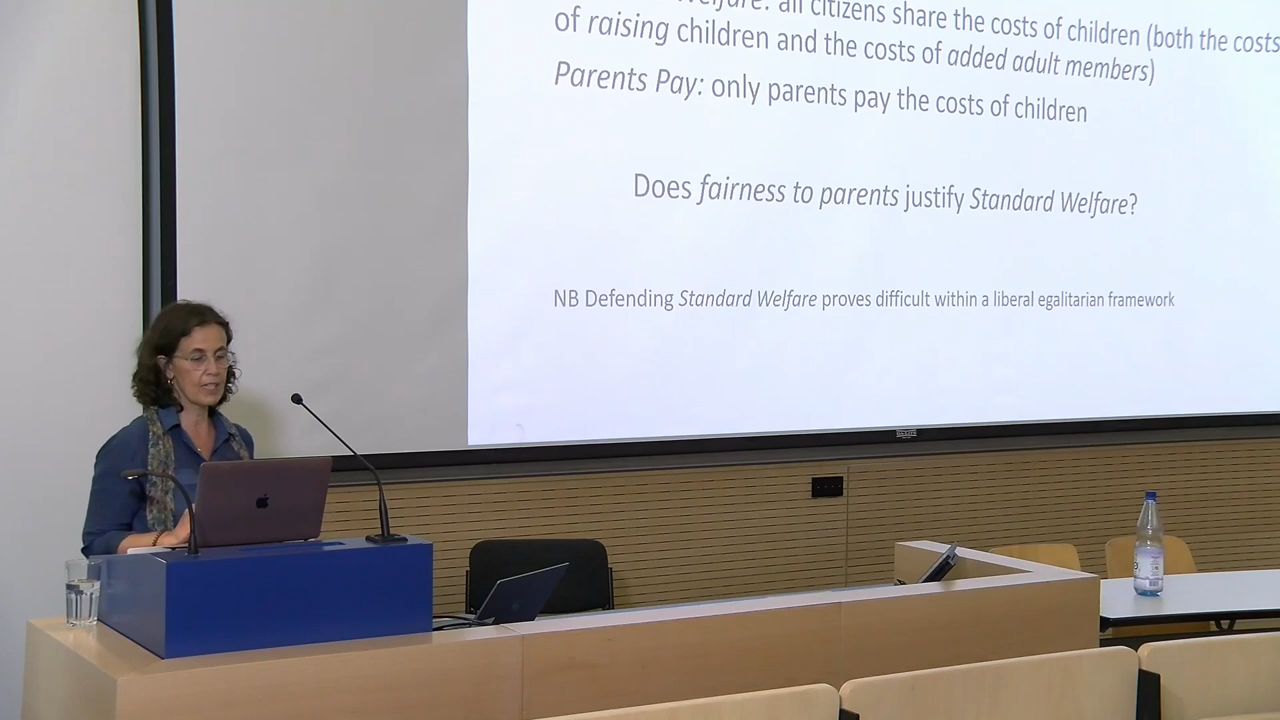 Welfare: all citizens share the costs of children (both the costs
of raising children and the costs of added adult members)
Parents Pay: only parents pay the costs of children
Does fairness to parents justify Standard Welfare?
NB Defending Standard Welfare proves difficult within a liberal egalitarian framework